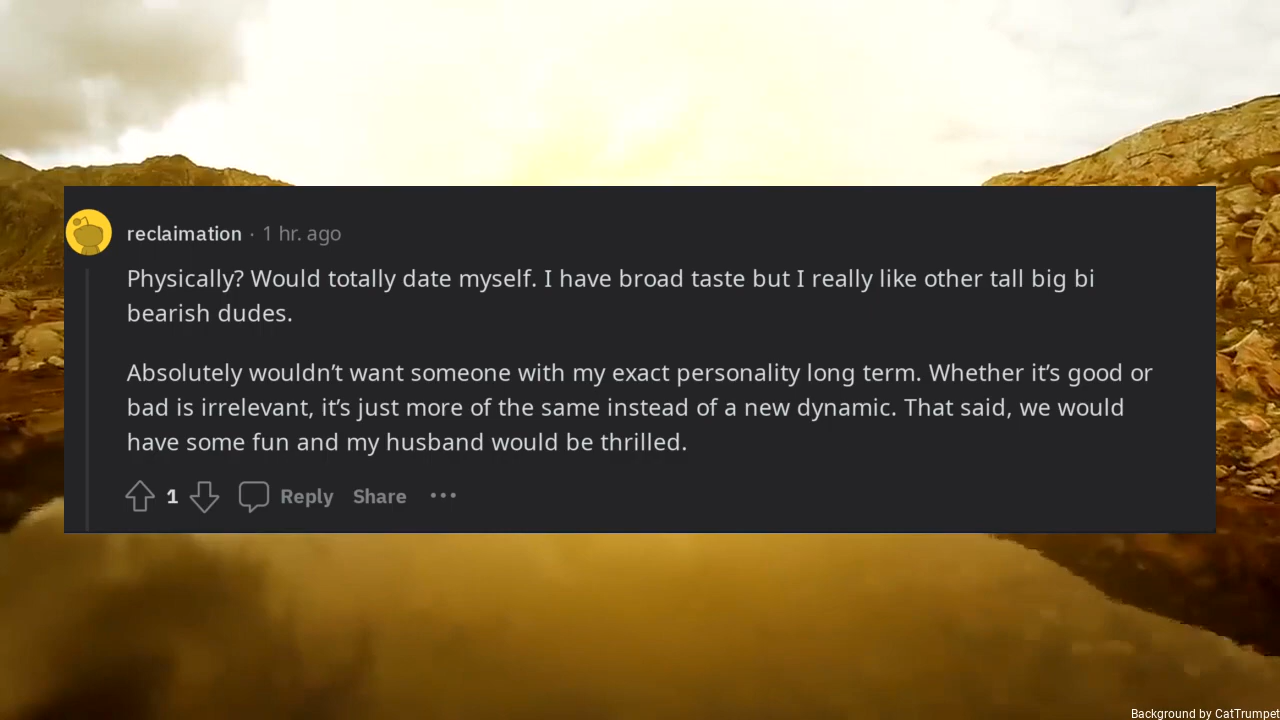 reclaimation · 1 hr. ago
Physically? Would totally date myself. I have broad taste but I really like other tall big bi
bearish dudes.
Absolutely wouldn’t want someone with my exact personality long term. Whether it’s good or
bad is irrelevant, it’s just more of the same instead of a new dynamic. That said, we would
have some fun and my husband would be thrilled.
1 Reply Share •••
Background by CatTrumpet